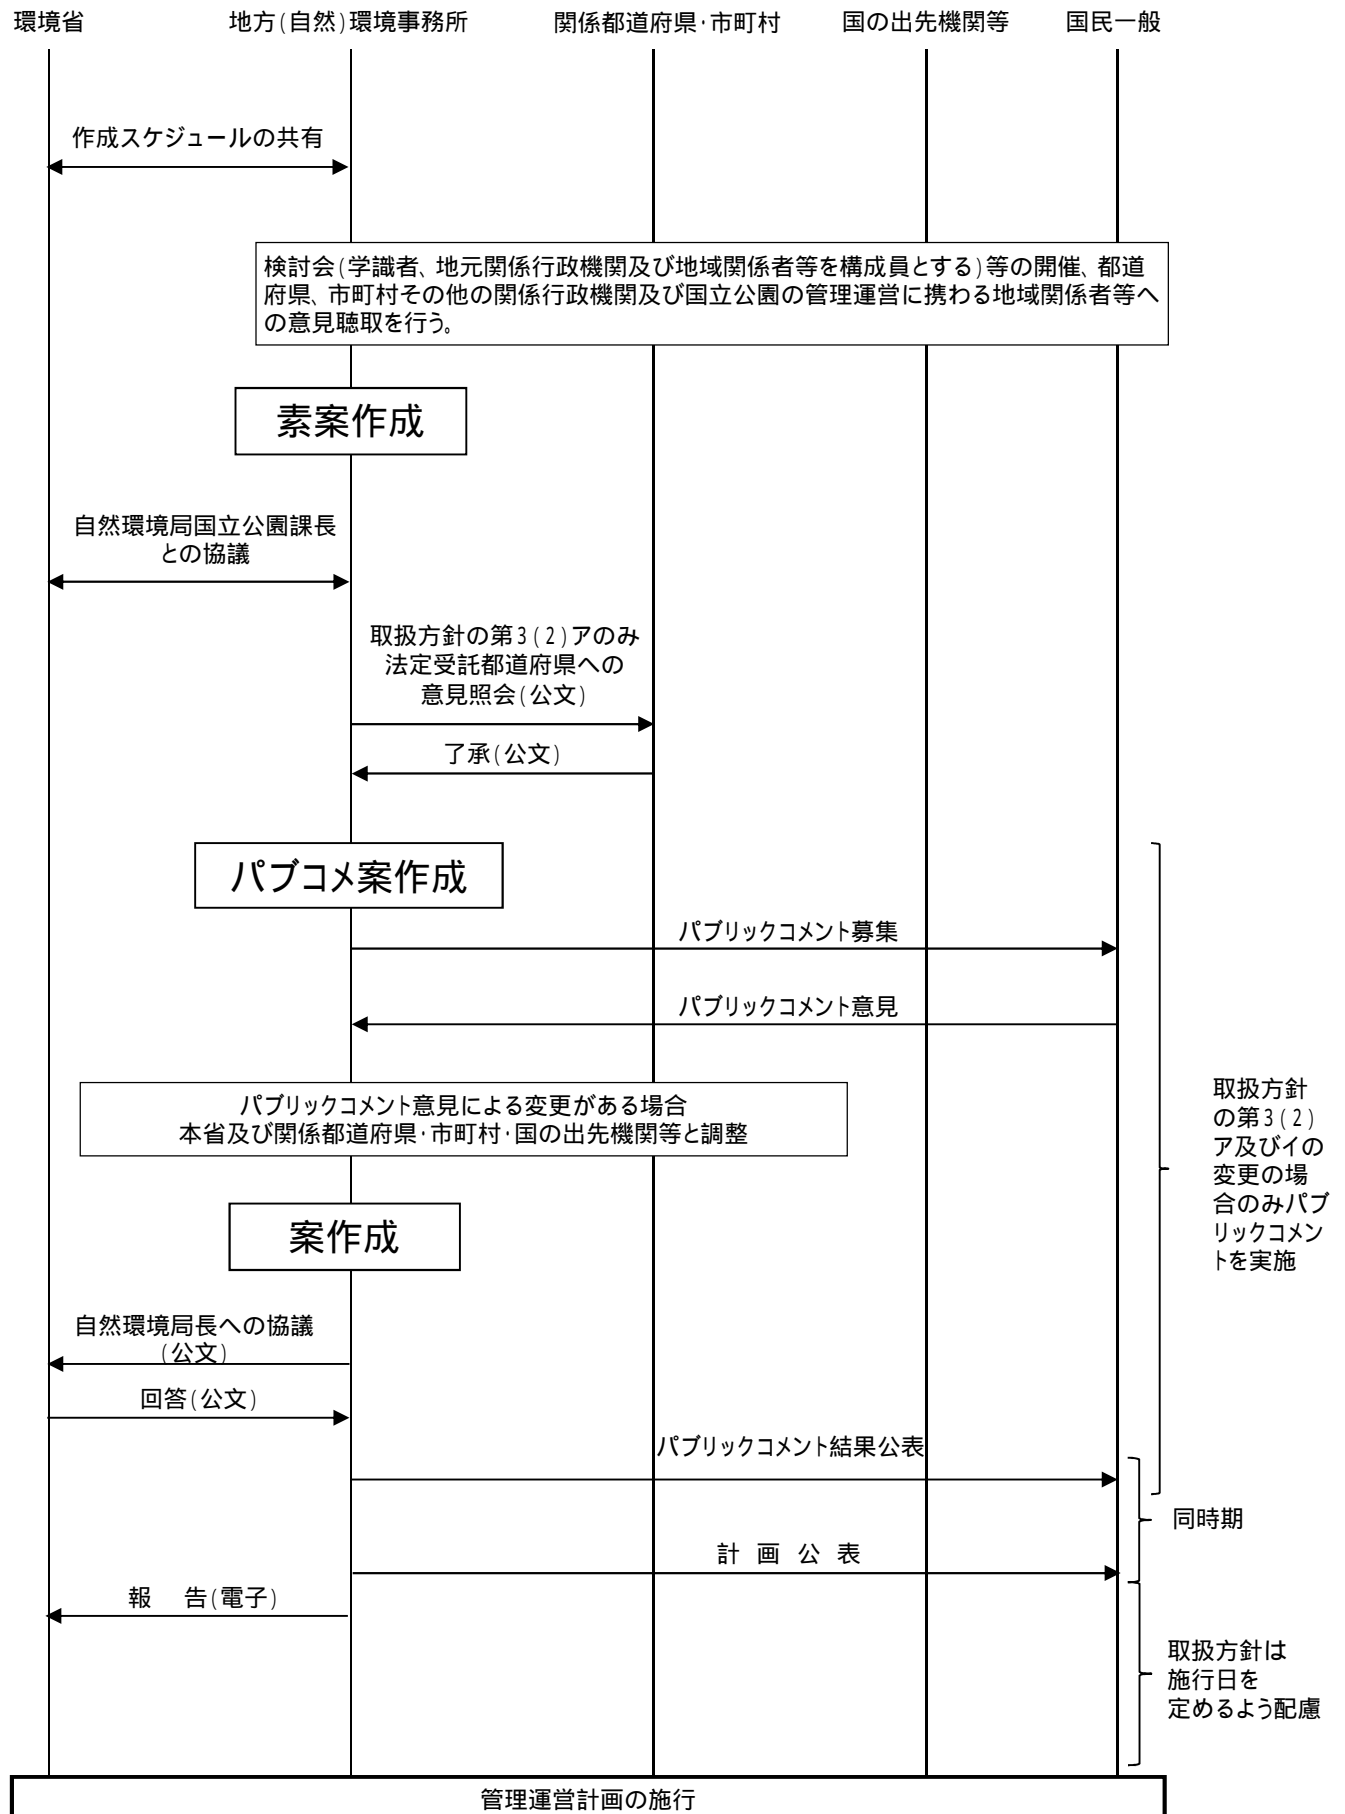 環境省 地方(自然)環境事務所 関係都道府県･市町村 国の出先機関等 国民一般
作成スケジュールの共有
検討会(学識者、地元関係行政機関及び地域関係者等を構成員とする)等の開催、都道
府県、市町村その他の関係行政機関及び国立公園の管理運営に携わる地域関係者等へ
の意見聴取を行う。
素案作成
自然環境局国立公園課長
との協議
取扱方針の第3(2)アのみ
法定受託都道府県への
意見照会(公文)
了承(公文)
パブコメ案作成
パブリックコメント募集
パブリックコメント意見
パブリックコメント意見による変更がある場合
本省及び関係都道府県･市町村･国の出先機関等と調整
取扱方針
の第3(2)
ア及びイの
変更の場
合のみパブ
リックコメン
トを実施
案作成
自然環境局長への協議
(公文)
回答(公文)
パブリックコメント結果公表
同時期
計 画 公 表
報 告(電子)
取扱方針は
施行日を
定めるよう配慮
管理運営計画の施行